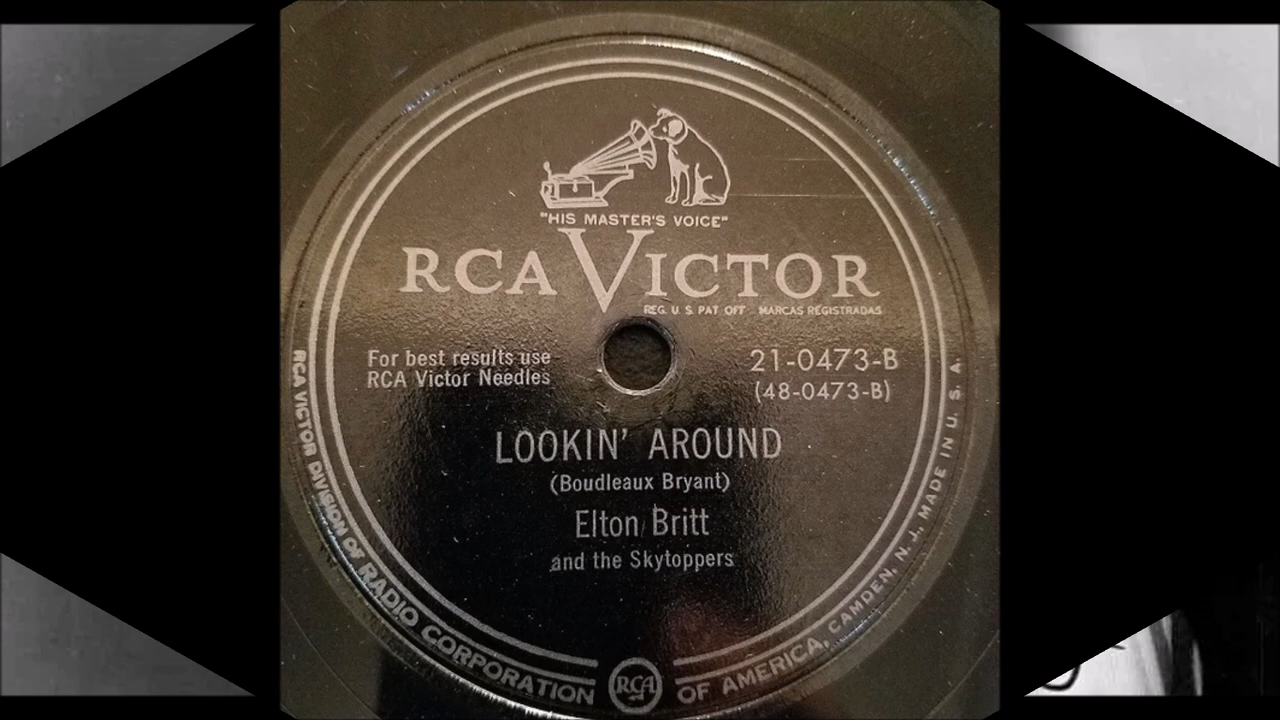 "HIS MASTER'S VOICE"
RCA VICTOR
REG. U. S. PAT. OFF. MARCAS REGISTRADAS
For best results use
RCA Victor Needles
21-0473-B
(48-0473-B)
LOOKIN' AROUND
(Boudleaux Bryant)
Elton Britt
and the Skytoppers
RCA VICTOR DIVISION OF RADIO CORPORATION OF AMERICA, CAMDEN, N. J., MADE IN U. S. A.
RCA